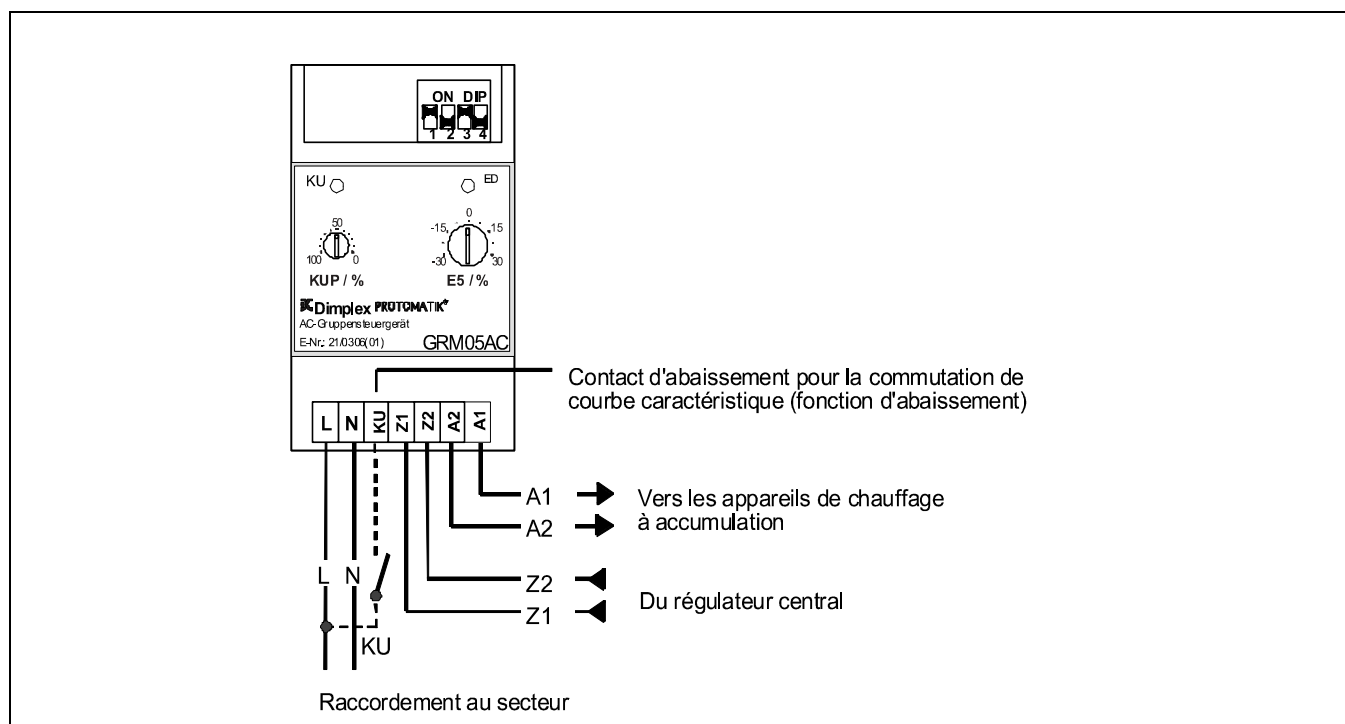 ON DIP
1 2 3 4
KU
ED
50
100 0
KUP / %
0
-15 15
-30 30
E5 / %
Dimplex PROTOMATIK®
AC-Gruppensteuergerät
E-Nr.: 21/0306(01) GRM05AC
Contact d'abaissement pour la commutation de
courbe caractéristique (fonction d'abaissement)
L N KU Z1 Z2 A2 A1
A1
Vers les appareils de chauffage
A2
à accumulation
L N
Z2
Du régulateur central
Z1
KU
Raccordement au secteur